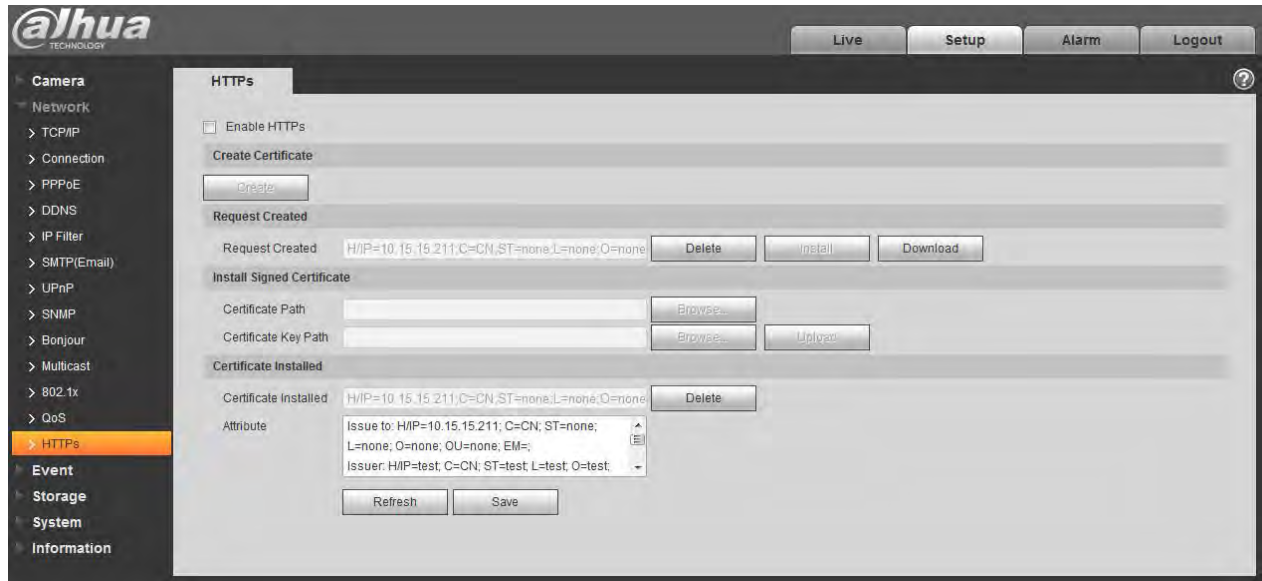 alhua
TECHNOLOGY
Live
Setup
Alarm
Logout
Camera
Network
> TCP/IP
> Connection
> PPPoE
> DDNS
> IP Filter
> SMTP(Email)
> UPnP
> SNMP
> Bonjour
> Multicast
> 802.1x
> QoS
> HTTPs
Event
Storage
System
Information
HTTPs
?
Enable HTTPs
Create Certificate
Create
Request Created
Request Created H/IP=10.15.15.211;C=CN,ST=none;L=none;O=none Delete Install Download
Install Signed Certificate
Certificate Path Browse...
Certificate Key Path Browse... Upload
Certificate Installed
Certificate Installed H/IP=10.15.15.211;C=CN,ST=none;L=none;O=none Delete
Attribute
Issue to: H/IP=10.15.15.211; C=CN; ST=none;
L=none; O=none; OU=none; EM=;
Issuer: H/IP=test; C=CN; ST=test; L=test; O=test;
Refresh Save